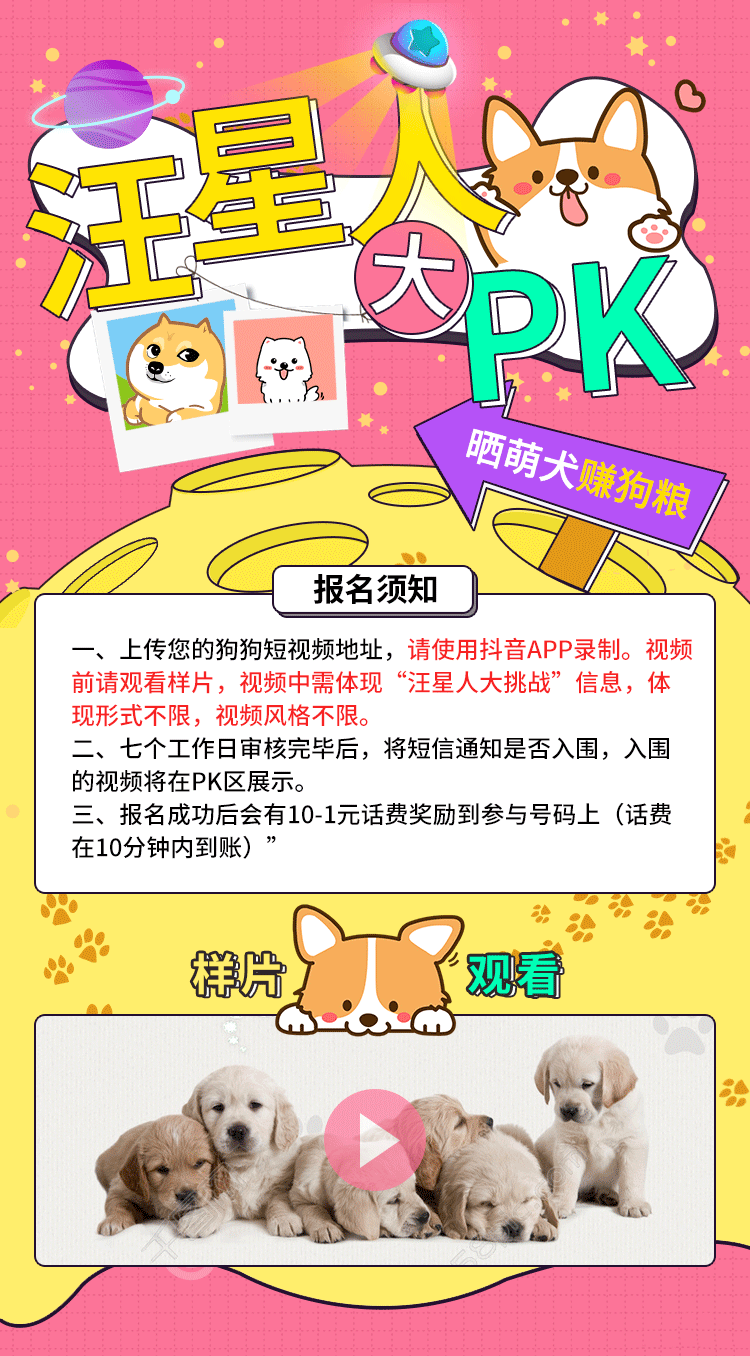 汪星人
大
PK
晒萌犬赚狗粮
报名须知
一、上传您的狗狗短视频地址，请使用抖音APP录制。视频
前请观看样片，视频中需体现“汪星人大挑战”信息，体
现形式不限，视频风格不限。
二、七个工作日审核完毕后，将短信通知是否入围，入围
的视频将在PK区展示。
三、报名成功后会有10-1元话费奖励到参与号码上（话费
在10分钟内到账）”
样片 观看